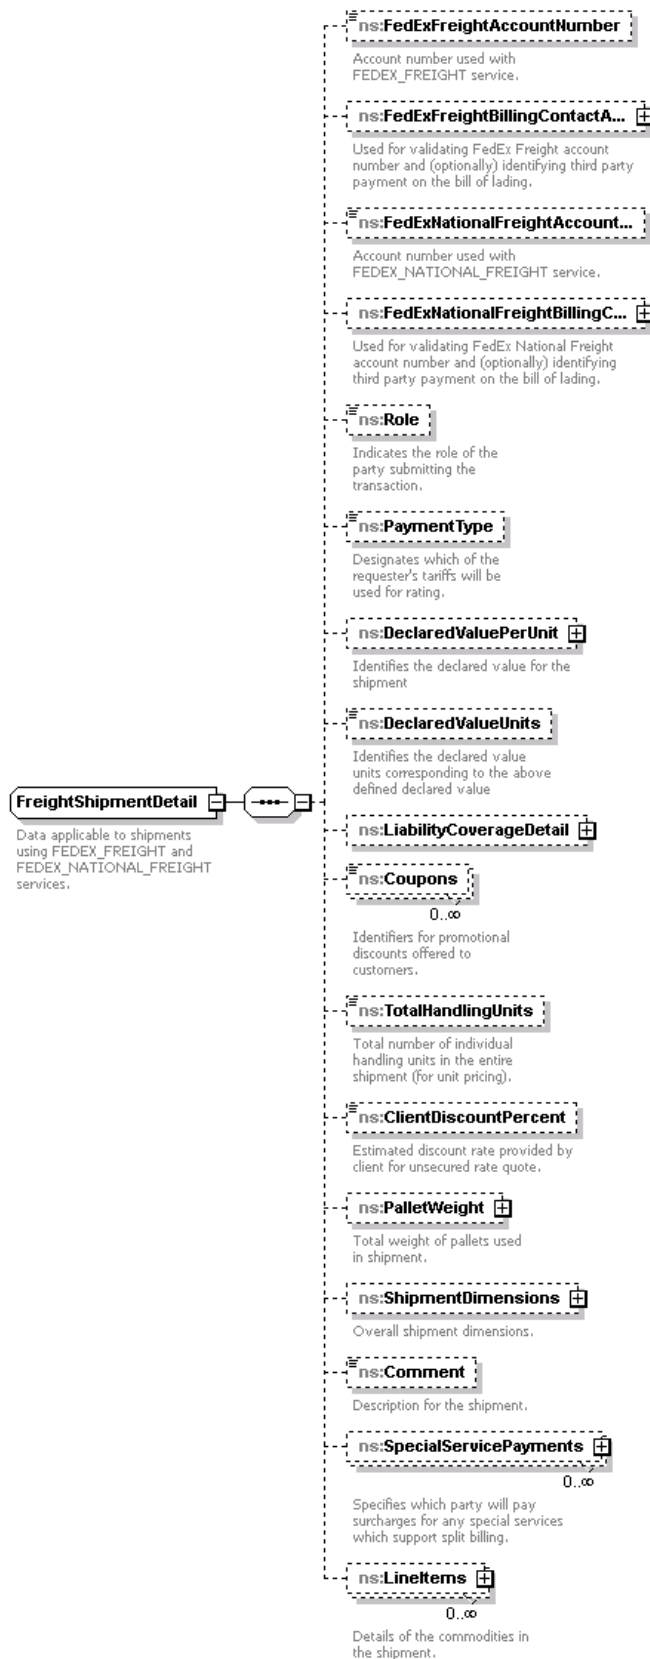 ns:FedExFreightAccountNumber
Account number used with
FEDEX_FREIGHT service.
ns:FedExFreightBillingContactA...
Used for validating FedEx Freight account
number and (optionally) identifying third party
payment on the bill of lading.
ns:FedExNationalFreightAccount...
Account number used with
FEDEX_NATIONAL_FREIGHT service.
ns:FedExNationalFreightBillingC...
Used for validating FedEx National Freight
account number and (optionally) identifying
third party payment on the bill of lading.
ns:Role
Indicates the role of the
party submitting the
transaction.
ns:PaymentType
Designates which of the
requester's tariffs will be
used for rating.
ns:DeclaredValuePerUnit
Identifies the declared value for the
shipment
ns:DeclaredValueUnits
Identifies the declared value
units corresponding to the above
defined declared value
FreightShipmentDetail
Data applicable to shipments
using FEDEX_FREIGHT and
FEDEX_NATIONAL_FREIGHT
services.
ns:LiabilityCoverageDetail
ns:Coupons
0..∞
Identifiers for promotional
discounts offered to
customers.
ns:TotalHandlingUnits
Total number of individual
handling units in the entire
shipment (for unit pricing).
ns:ClientDiscountPercent
Estimated discount rate provided by
client for unsecured rate quote.
ns:PalletWeight
Total weight of pallets used
in shipment.
ns:ShipmentDimensions
Overall shipment dimensions.
ns:Comment
Description for the shipment.
ns:SpecialServicePayments
0..∞
Specifies which party will pay
surcharges for any special services
which support split billing.
ns:LineItems
0..∞
Details of the commodities in
the shipment.